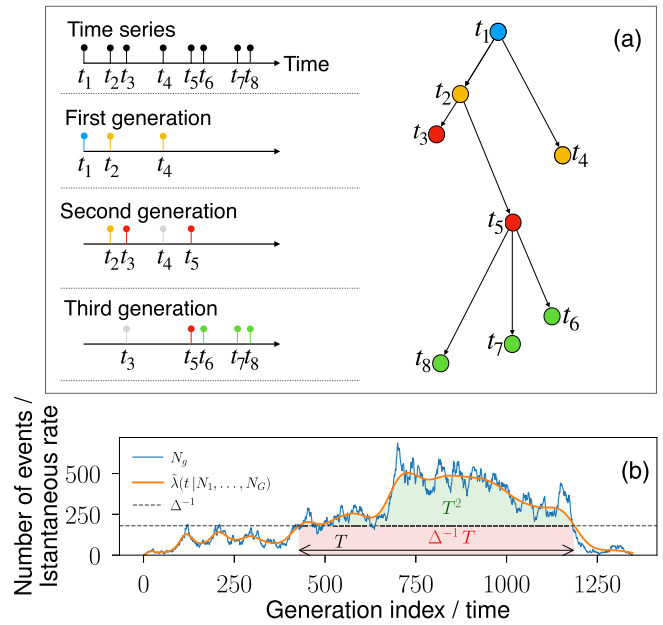 Time series
Time
t1 t2 t3 t4 t5 t6 t7 t8
First generation
t1 t2 t4
Second generation
t2 t3 t4 t5
Third generation
t3 t5 t6 t7 t8
(a)
t1
t2
t3
t4
t5
t6
t7
t8
Number of events /
Istantaneous rate
500
250
0
(b)
Ng
λ̃(t | N1, . . . , NG)
Δ⁻¹
T²
T
Δ⁻¹ T
0 250 500 750 1000 1250
Generation index / time